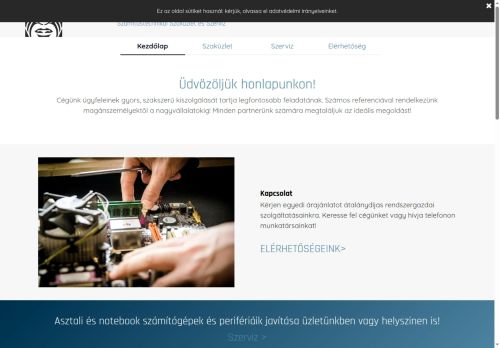 Ez az oldal sütiket használ kérjük, olvassa el adatvédelmi irányelveinket.
Számítástechnikai Szaküzlet és Szerviz
Kezdőlap
Szaküzlet
Szerviz
Elérhetőség
Üdvözöljük honlapunkon!
Cégünk ügyfeleinek gyors, szakszerű kiszolgálását tartja legfontosabb feladatának. Számos referenciával rendelkezünk
magánszemélyektől a nagyvállalatokig! Minden partnerünk számára megtaláljuk az ideális megoldást!
Kapcsolat
Kérjen egyedi árajánlatot átalánydíjas rendszergazdai
szolgáltatásainkra. Keresse fel cégünket vagy hívja telefonon
munkatársainkat!
ELÉRHETŐSÉGEINK>
Asztali és notebook számítógépek és perifériáik javítása üzletünkben vagy helyszínen is!
Szerviz >